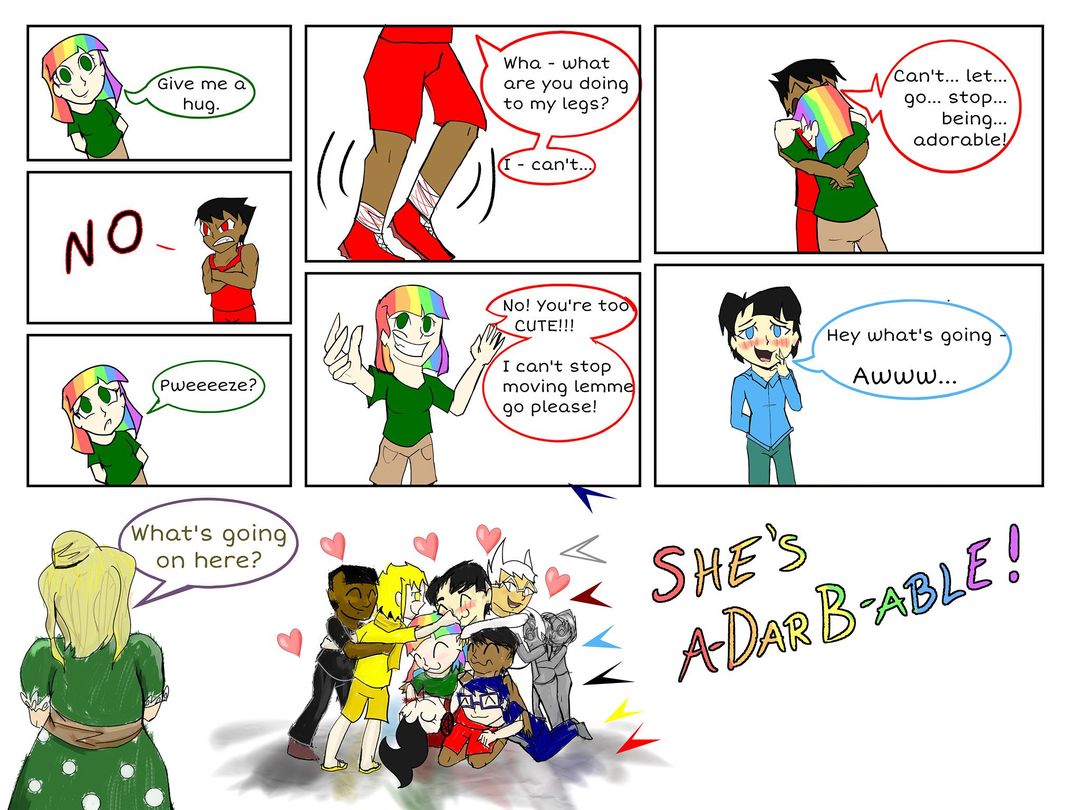 Give me a
hug.
NO
Pweeeeze?
Wha - what
are you doing
to my legs?
I - can't...
No! You're too
CUTE!!!
I can't stop
moving lemme
go please!
Can't... let...
go... stop...
being...
adorable!
Hey what's going -
Awww...
What's going
on here?
SHE'S
A-DARB-ABLE!